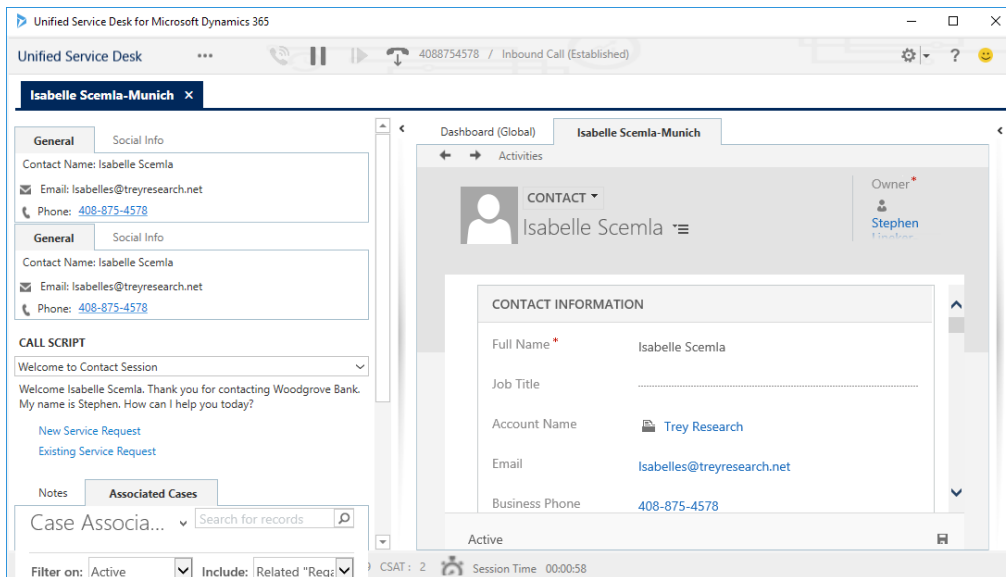 Unified Service Desk for Microsoft Dynamics 365
Unified Service Desk
4088754578 / Inbound Call (Established)
Isabelle Scemla-Munich
General Social Info
Contact Name: Isabelle Scemla
Email: Isabelles@treyresearch.net
Phone: 408-875-4578
General Social Info
Contact Name: Isabelle Scemla
Email: Isabelles@treyresearch.net
Phone: 408-875-4578
CALL SCRIPT
Welcome to Contact Session
Welcome Isabelle Scemla. Thank you for contacting Woodgrove Bank.
My name is Stephen. How can I help you today?
New Service Request
Existing Service Request
Notes Associated Cases
Case Associa...
Search for records
Filter on: Active Include: Related "Rega
Dashboard (Global) Isabelle Scemla-Munich
Activities
CONTACT
Isabelle Scemla
Owner*
Stephen
CONTACT INFORMATION
Full Name* Isabelle Scemla
Job Title
Account Name Trey Research
Email Isabelles@treyresearch.net
Business Phone 408-875-4578
Active
9 CSAT: 2 Session Time 00:00:58